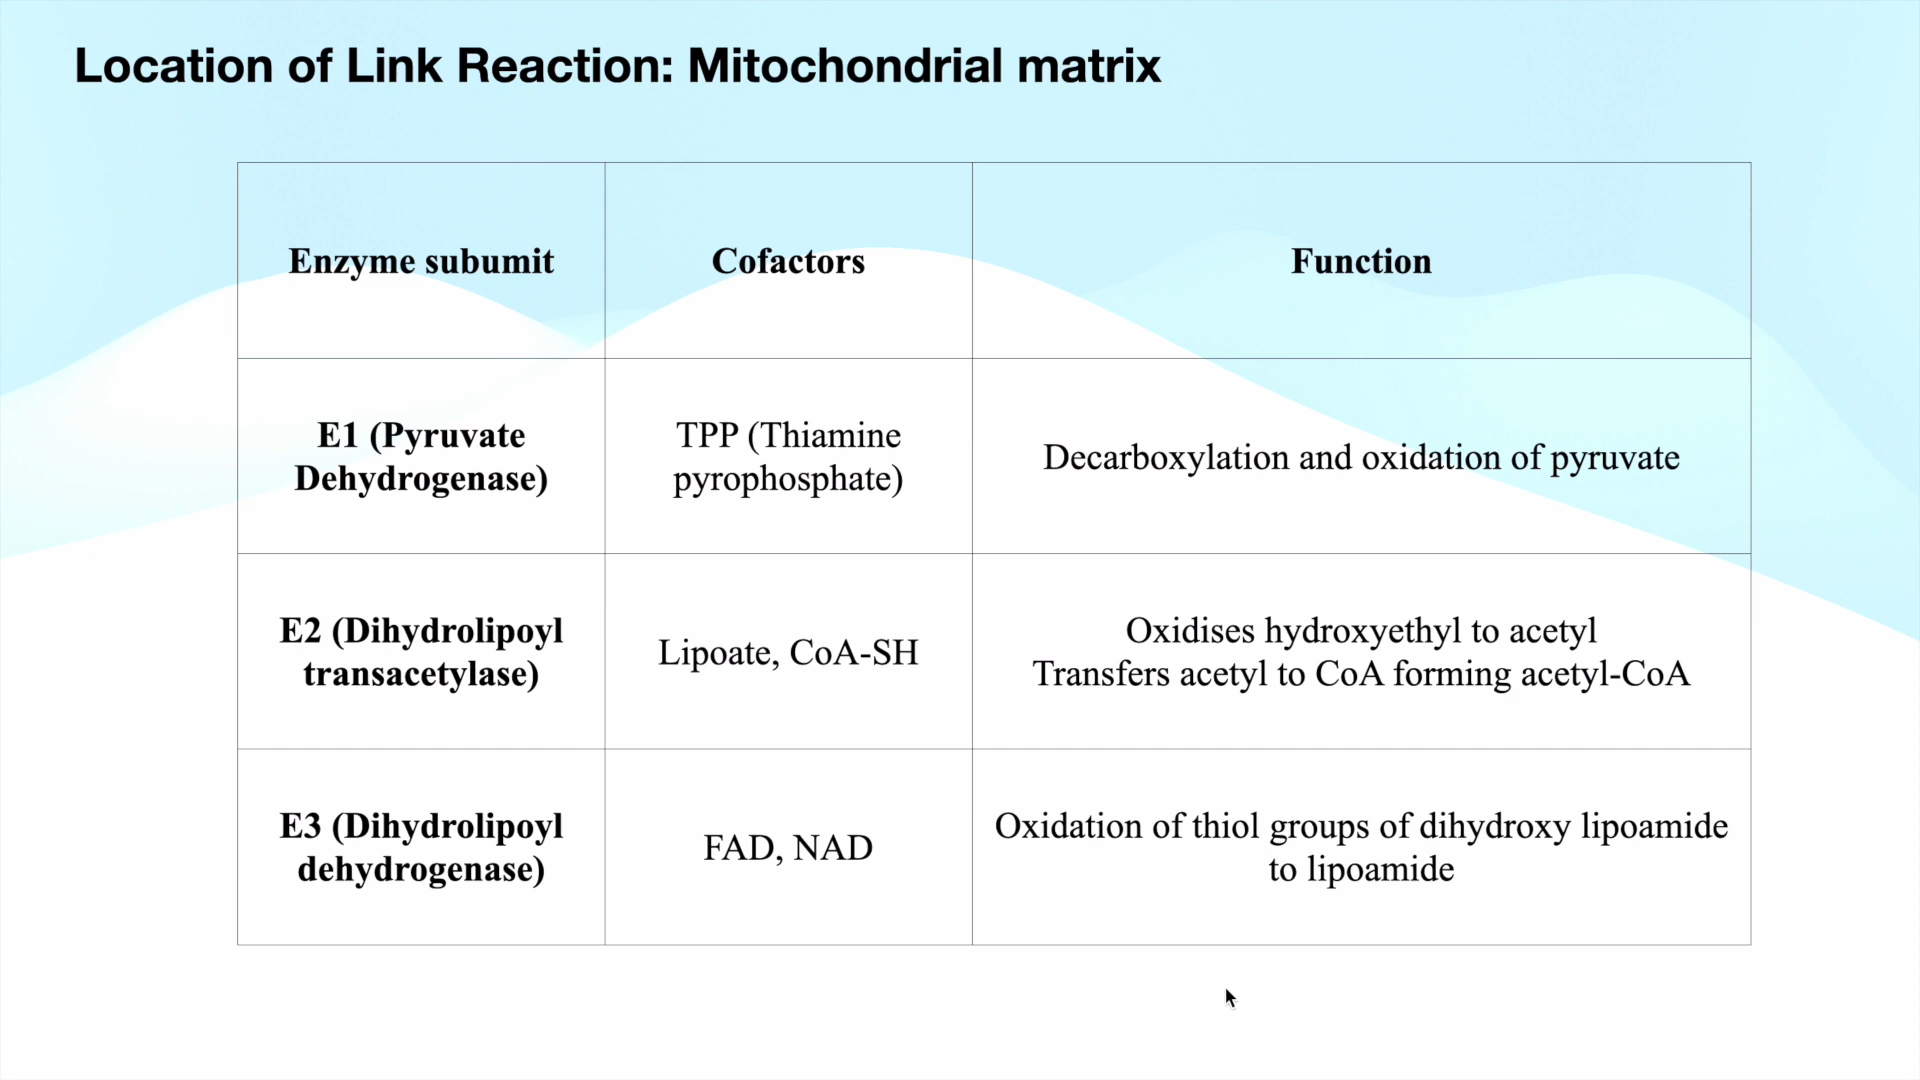 Location of Link Reaction: Mitochondrial matrix
Enzyme subumit
Cofactors
Function
E1 (Pyruvate
Dehydrogenase)
TPP (Thiamine
pyrophosphate)
Decarboxylation and oxidation of pyruvate
E2 (Dihydrolipoyl
transacetylase)
Lipoate, CoA-SH
Oxidises hydroxyethyl to acetyl
Transfers acetyl to CoA forming acetyl-CoA
E3 (Dihydrolipoyl
dehydrogenase)
FAD, NAD
Oxidation of thiol groups of dihydroxy lipoamide
to lipoamide